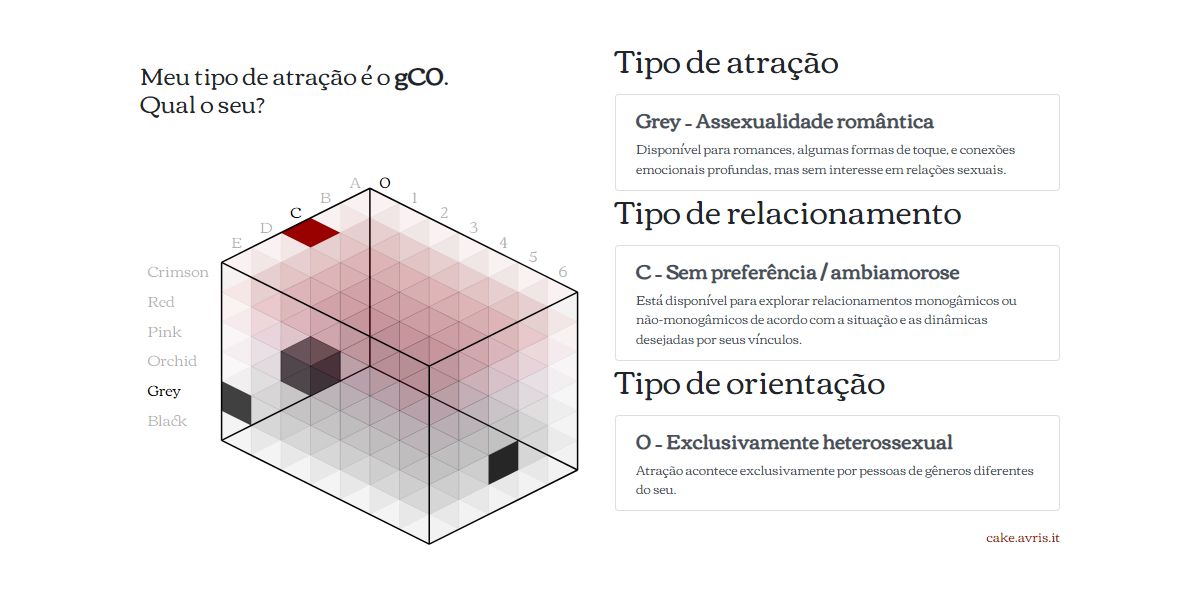 Meu tipo de atração é o gCO.
Qual o seu?
A O
B 1
C 2
D 3
E 4
5
6
Crimson
Red
Pink
Orchid
Grey
Black
Tipo de atração
Grey - Assexualidade romântica
Disponível para romances, algumas formas de toque, e conexões
emocionais profundas, mas sem interesse em relações sexuais.
Tipo de relacionamento
C - Sem preferência / ambiamorose
Está disponível para explorar relacionamentos monogâmicos ou
não-monogâmicos de acordo com a situação e as dinâmicas
desejadas por seus vínculos.
Tipo de orientação
O - Exclusivamente heterossexual
Atração acontece exclusivamente por pessoas de gêneros diferentes
do seu.
cake.avris.it